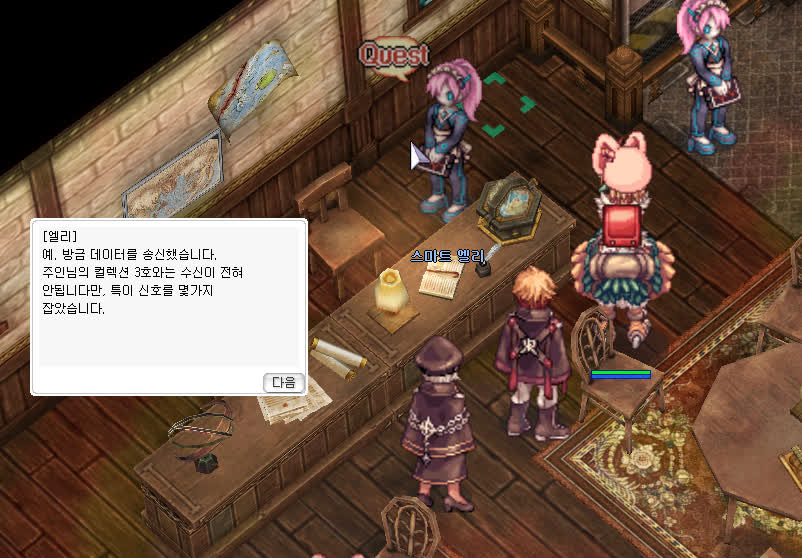 Quest
[엘리]
예, 방금 데이터를 송신했습니다.
주인님의 컬렉션 3호와는 수신이 전혀
안됩니다만, 특이 신호를 몇가지
잡았습니다.
스마트 엘리
다음